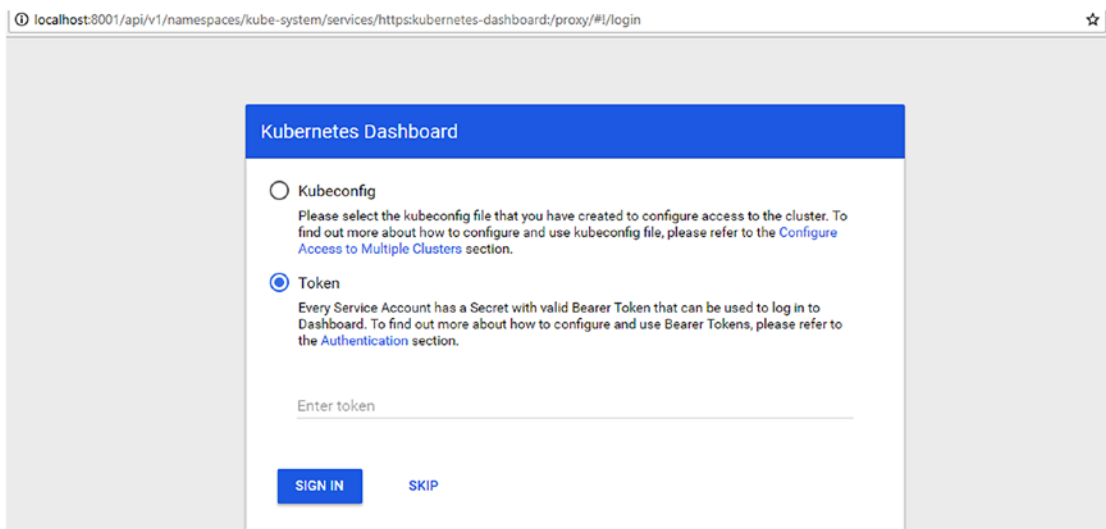 localhost:8001/api/v1/namespaces/kube-system/services/https:kubernetes-dashboard:/proxy/#!/login
Kubernetes Dashboard
Kubeconfig
Please select the kubeconfig file that you have created to configure access to the cluster. To
find out more about how to configure and use kubeconfig file, please refer to the Configure
Access to Multiple Clusters section.
Token
Every Service Account has a Secret with valid Bearer Token that can be used to log in to
Dashboard. To find out more about how to configure and use Bearer Tokens, please refer to
the Authentication section.
Enter token
SIGN IN SKIP